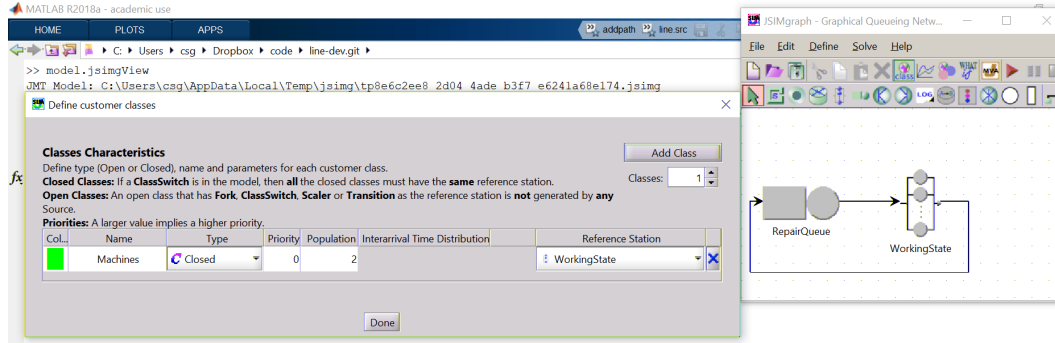 MATLAB R2018a - academic use
HOME PLOTS APPS addpath line.src
C: Users csg Dropbox code line-dev.git
>> model.jsimgView
JMT Model: C:\Users\csg\AppData\Local\Temp\jsimg\tp8e6c2ee8_2d04_4ade_b3f7_e6241a68e174.jsimg
fx
Define customer classes
Classes Characteristics
Define type (Open or Closed), name and parameters for each customer class.
Closed Classes: If a ClassSwitch is in the model, then all the closed classes must have the same reference station.
Open Classes: An open class that has Fork, ClassSwitch, Scaler or Transition as the reference station is not generated by any
Source.
Priorities: A larger value implies a higher priority.
Add Class
Classes: 1
Col... Name Type Priority Population Interarrival Time Distribution Reference Station
Machines Closed 0 2 WorkingState
Done
JSIMgraph - Graphical Queueing Netw...
File Edit Define Solve Help
class WHAT IF MVA
LOG
RepairQueue
WorkingState